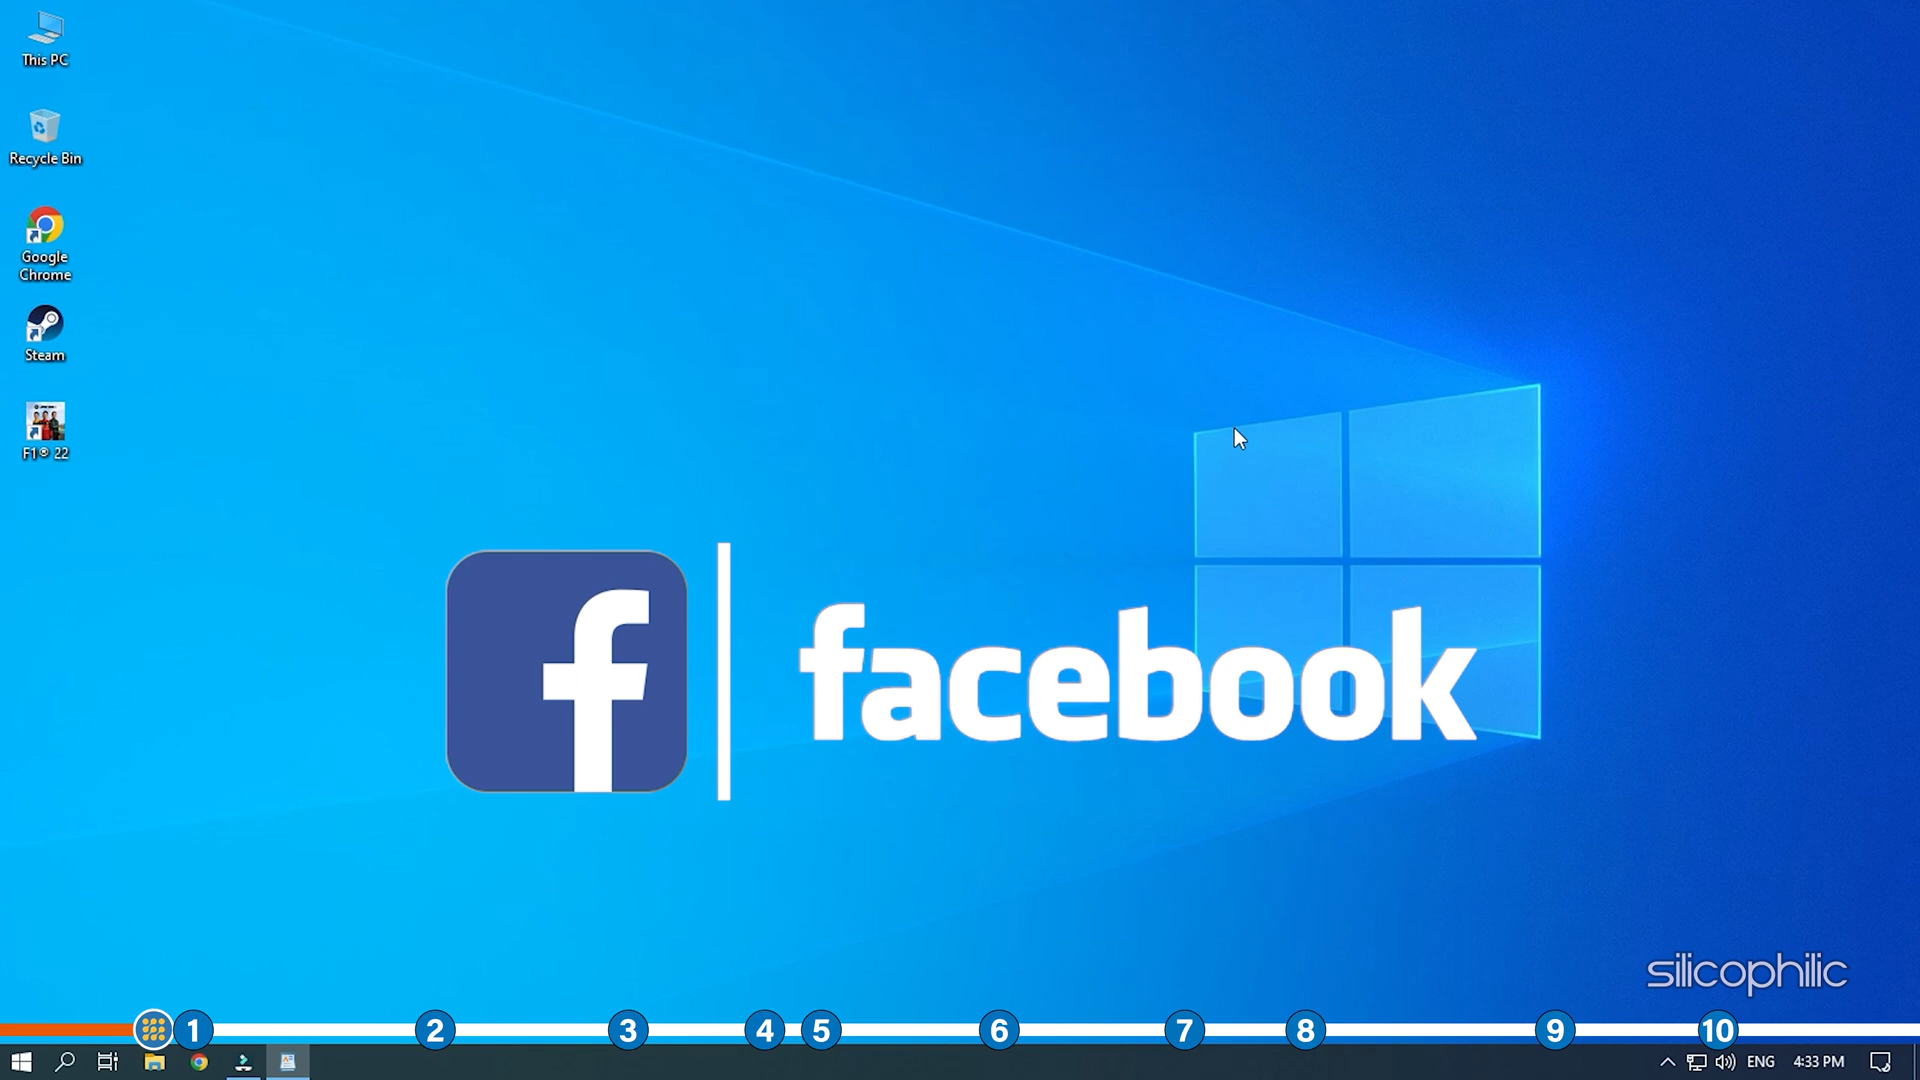 This PC
Recycle Bin
Google
Chrome
Steam
F1® 22
f
facebook
silicophilic
1 2 3 4 5 6 7 8 9 10
ENG 4:33 PM